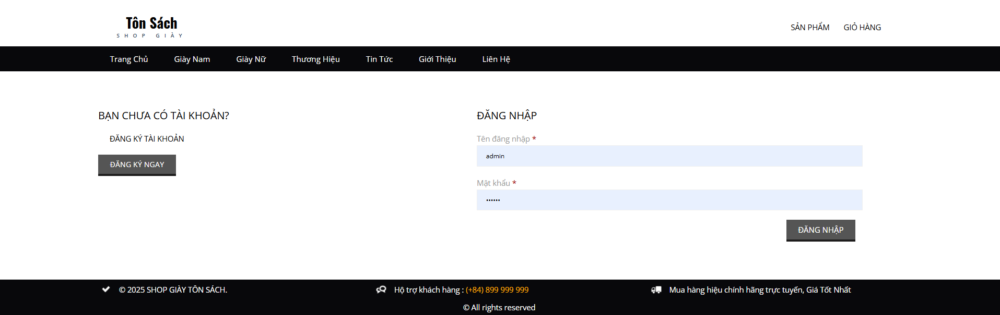 Tôn Sách
SHOP GIÀY
SẢN PHẨM GIỎ HÀNG
Trang Chủ Giày Nam Giày Nữ Thương Hiệu Tin Tức Giới Thiệu Liên Hệ
BẠN CHƯA CÓ TÀI KHOẢN?
ĐĂNG KÝ TÀI KHOẢN
ĐĂNG KÝ NGAY
ĐĂNG NHẬP
Tên đăng nhập *
admin
Mật khẩu *
••••••
ĐĂNG NHẬP
© 2025 SHOP GIÀY TÔN SÁCH.
Hộ trợ khách hàng : (+84) 899 999 999
Mua hàng hiệu chính hãng trực tuyến, Giá Tốt Nhất
© All rights reserved